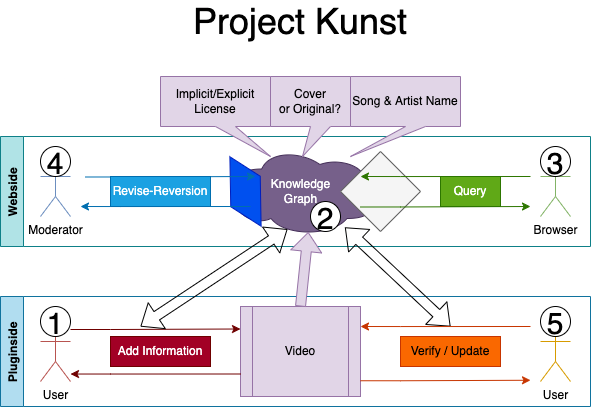 Project Kunst
Implicit/Explicit
License
Cover
or Original?
Song & Artist Name
Webside
4
Revise-Reversion
Moderator
Knowledge
Graph
2
Query
3
Browser
Pluginside
1
Add Information
User
Video
Verify / Update
5
User